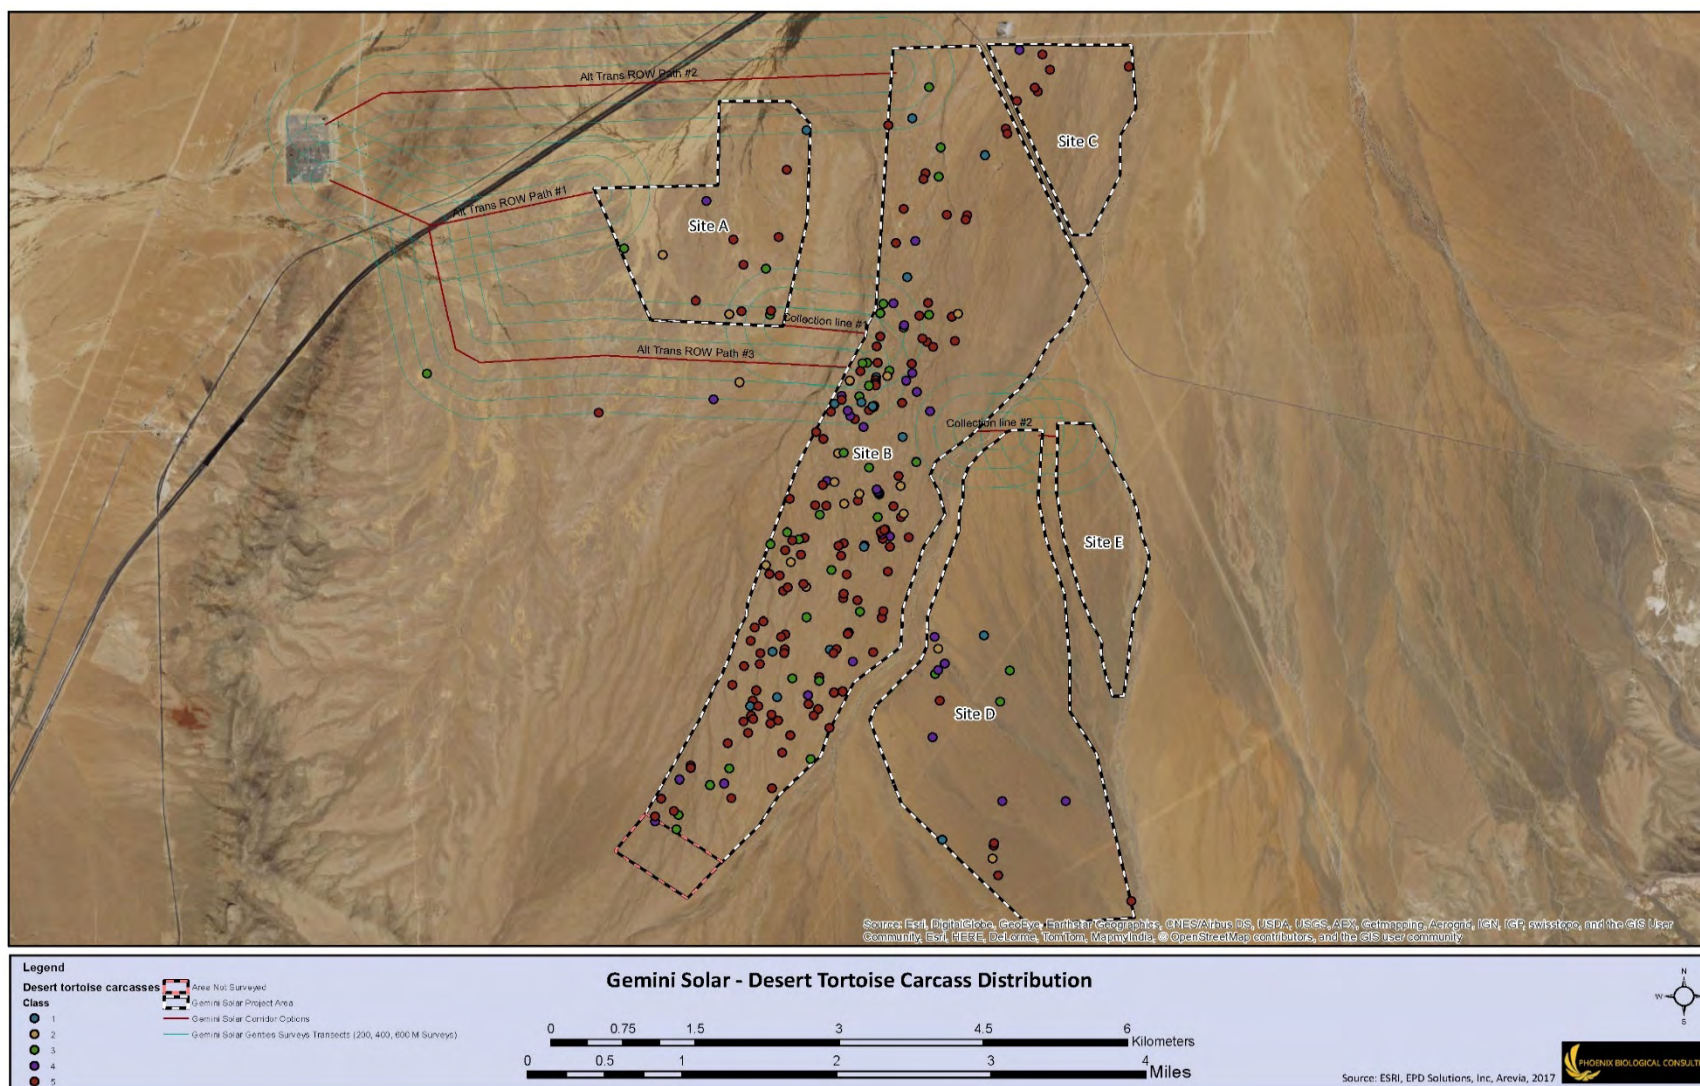 Alt Trans ROW Path #2
Site C
Alt Trans ROW Path #1
Site A
Collection line #1
Alt Trans ROW Path #3
Collection line #2
Site B
Site E
Site D
Source: Esri, DigitalGlobe, GeoEye, Earthstar Geographics, CNES/Airbus DS, USDA, USGS, AEX, Getmapping, Aerogrid, IGN, IGP, swisstopo, and the GIS User
Community, Esri, HERE, DeLorme, TomTom, MapmyIndia, © OpenStreetMap contributors, and the GIS user community
Legend
Desert tortoise carcasses
Class
1
2
3
4
5
Area Not Surveyed
Gemini Solar Project Area
Gemini Solar Corridor Options
Gemini Solar Genties Surveys Transects (200, 400, 600 M Surveys)
Gemini Solar - Desert Tortoise Carcass Distribution
0 0.75 1.5 3 4.5 6
Kilometers
0 0.5 1 2 3 4
Miles
N
W
S
PHOENIX BIOLOGICAL CONSULTI
Source: ESRI, EPD Solutions, Inc, Arevia, 2017